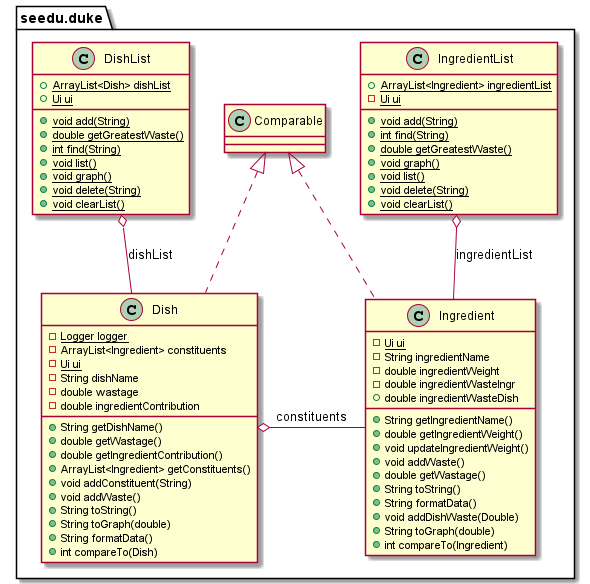 seedu.duke
C DishList
ArrayList<Dish> dishList
Ui ui
void add(String)
double getGreatestWaste()
int find(String)
void list()
void graph()
void delete(String)
void clearList()
C Comparable
C IngredientList
ArrayList<Ingredient> ingredientList
Ui ui
void add(String)
int find(String)
double getGreatestWaste()
void graph()
void list()
void delete(String)
void clearList()
dishList
ingredientList
C Dish
Logger logger
ArrayList<Ingredient> constituents
Ui ui
String dishName
double wastage
double ingredientContribution
String getDishName()
double getWastage()
double getIngredientContribution()
ArrayList<Ingredient> getConstituents()
void addConstituent(String)
void addWaste()
String toString()
String toGraph(double)
String formatData()
int compareTo(Dish)
constituents
C Ingredient
Ui ui
String ingredientName
double ingredientWeight
double ingredientWasteIngr
double ingredientWasteDish
String getIngredientName()
double getIngredientWeight()
void updateIngredientWeight()
void addWaste()
double getWastage()
String toString()
String formatData()
void addDishWaste(Double)
String toGraph(double)
int compareTo(Ingredient)